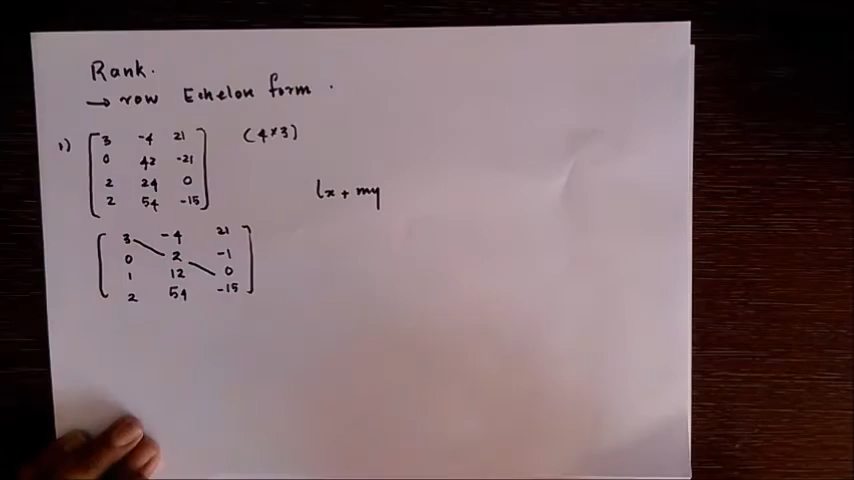 Rank.
→ row Echelon form .
1) [ 3 -4 21 ] (4×3)
0 42 -21
2 24 0
2 54 -15
lx + my
[ 3 -4 21 ]
0 2 -1
1 12 0
2 54 -15